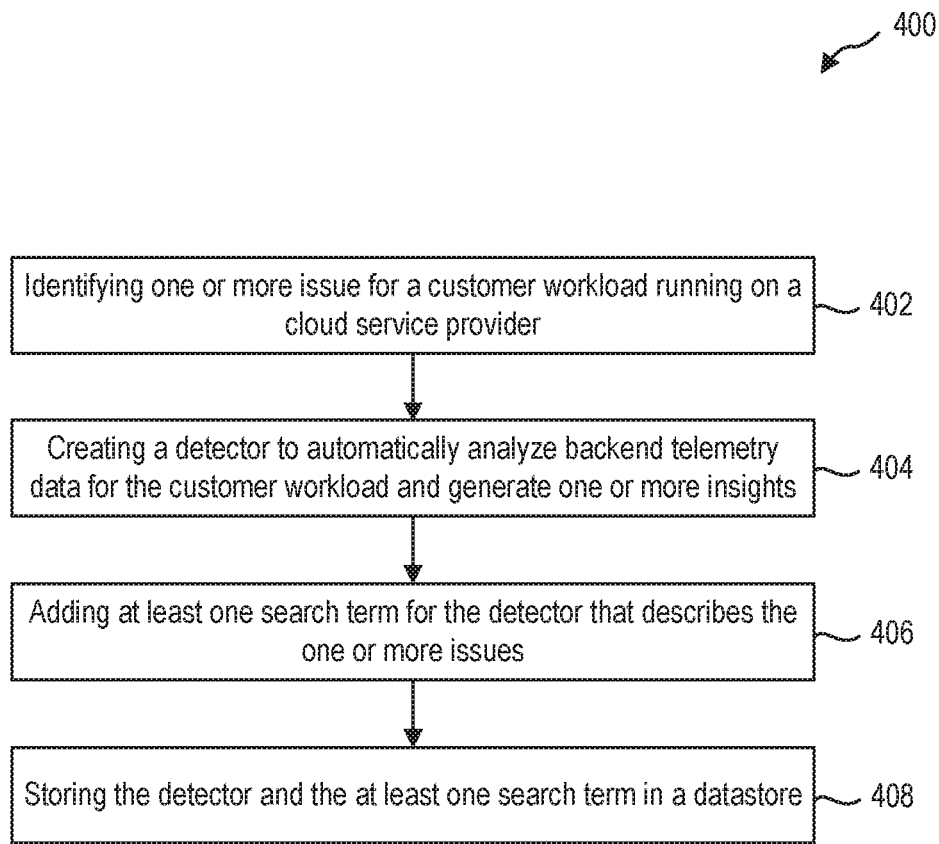 400
Identifying one or more issue for a customer workload running on a
cloud service provider
402
Creating a detector to automatically analyze backend telemetry
data for the customer workload and generate one or more insights
404
Adding at least one search term for the detector that describes the
one or more issues
406
Storing the detector and the at least one search term in a datastore
408